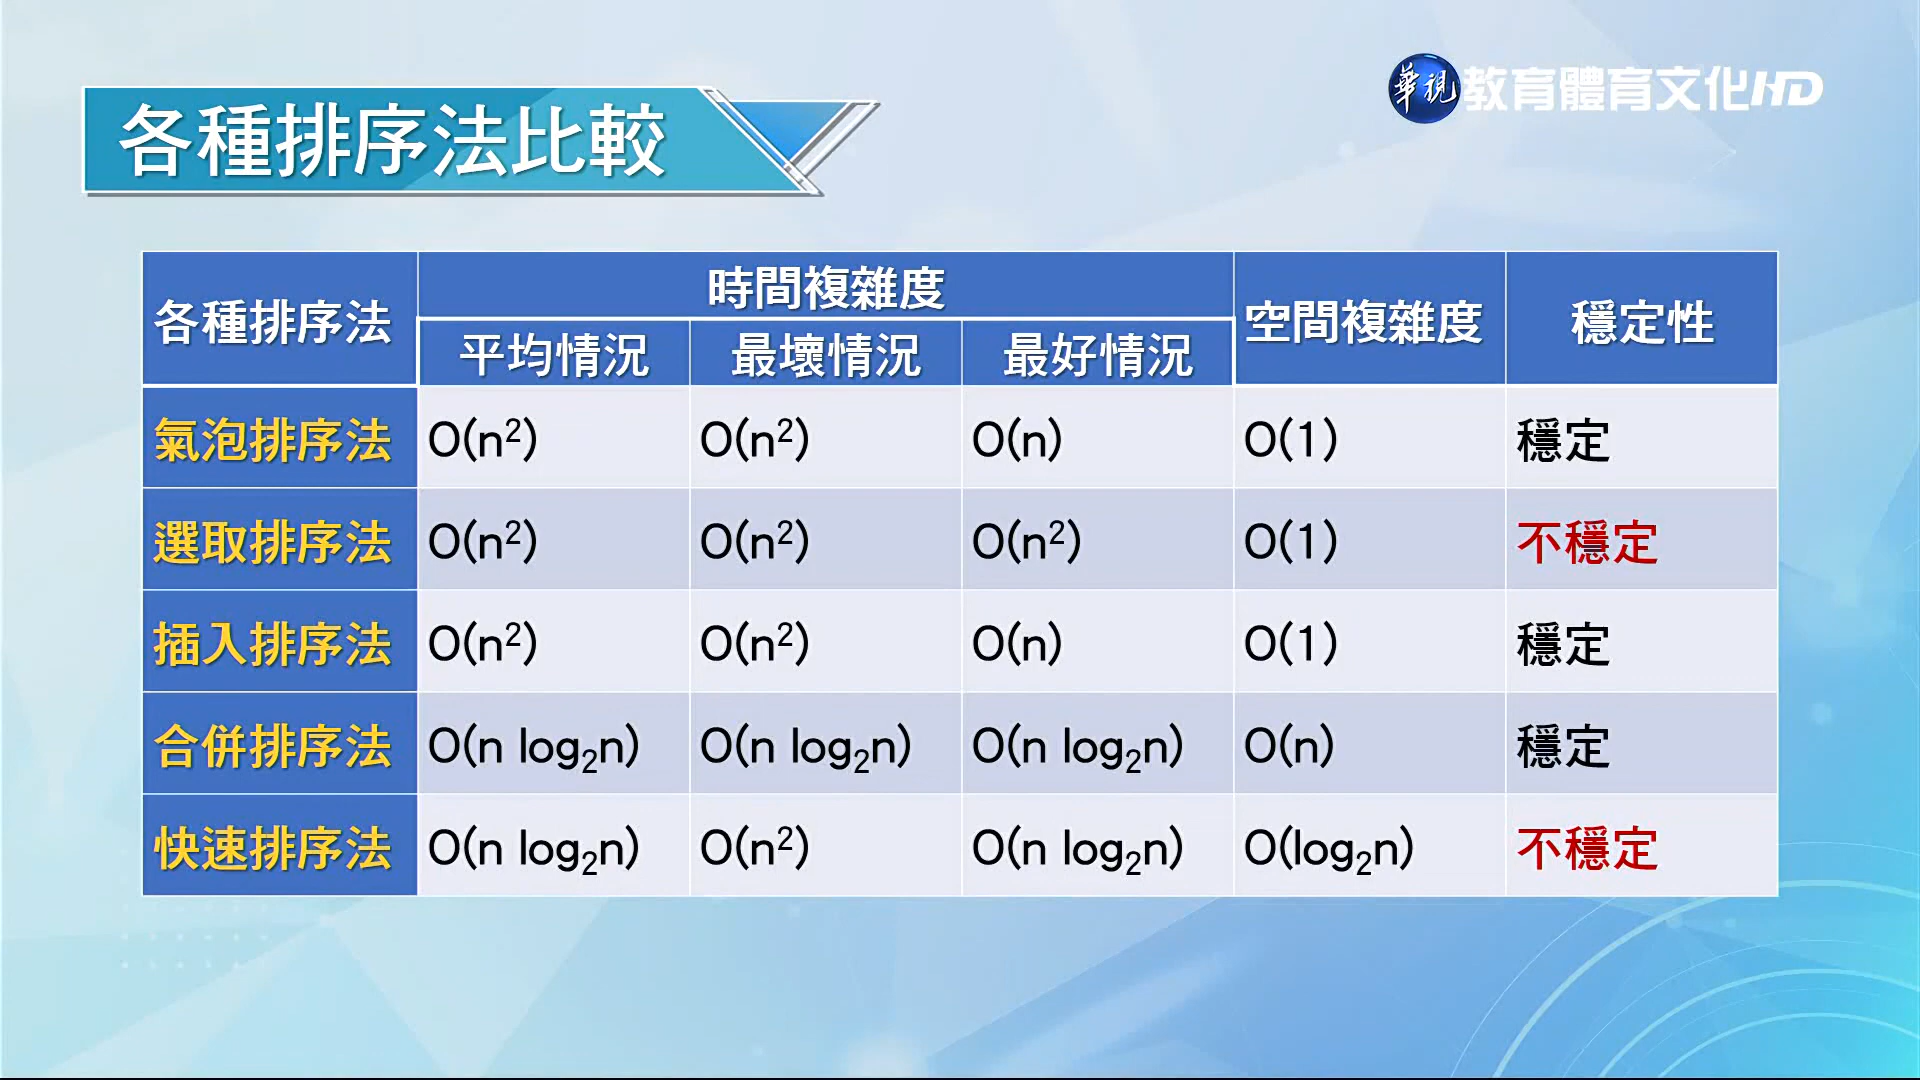 華視 教育體育文化HD
各種排序法比較
各種排序法 時間複雜度 空間複雜度 穩定性
平均情況 最壞情況 最好情況
氣泡排序法 O(n²) O(n²) O(n) O(1) 穩定
選取排序法 O(n²) O(n²) O(n²) O(1) 不穩定
插入排序法 O(n²) O(n²) O(n) O(1) 穩定
合併排序法 O(n log₂n) O(n log₂n) O(n log₂n) O(n) 穩定
快速排序法 O(n log₂n) O(n²) O(n log₂n) O(log₂n) 不穩定